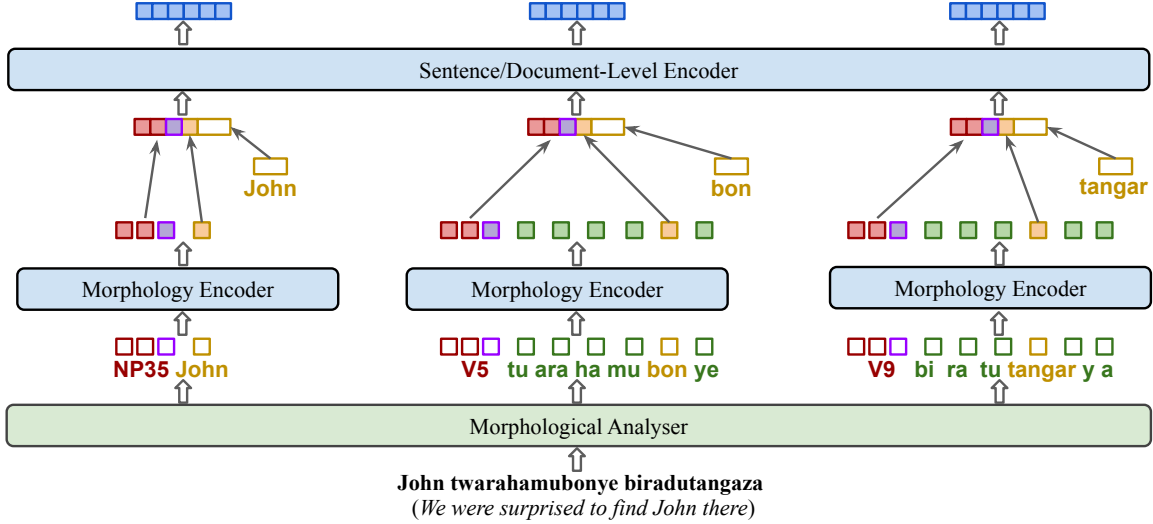 Sentence/Document-Level Encoder
John
bon
tangar
Morphology Encoder
Morphology Encoder
Morphology Encoder
NP35 John
V5 tu ara ha mu bon ye
V9 bi ra tu tangar y a
Morphological Analyser
John twarahamubonye biradutangaza
(We were surprised to find John there)